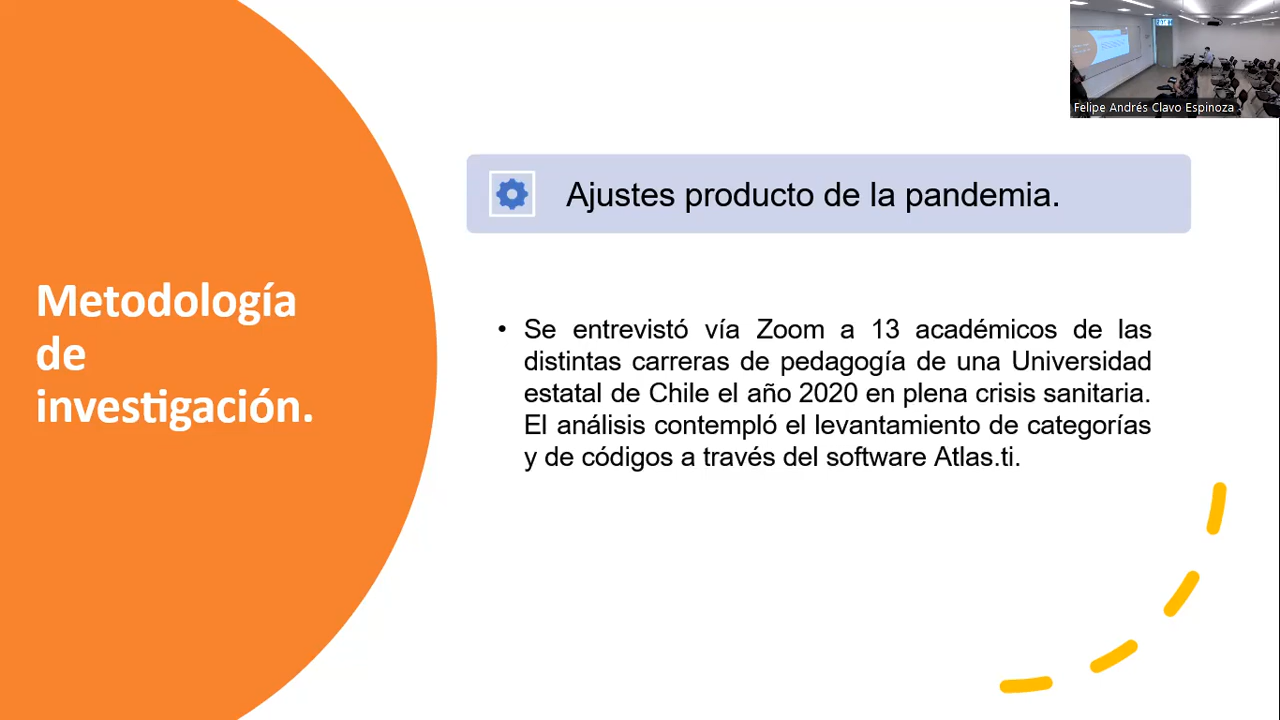 Felipe Andrés Clavo Espinoza
Ajustes producto de la pandemia.
Metodología
de
investigación.
• Se entrevistó vía Zoom a 13 académicos de las
distintas carreras de pedagogía de una Universidad
estatal de Chile el año 2020 en plena crisis sanitaria.
El análisis contempló el levantamiento de categorías
y de códigos a través del software Atlas.ti.